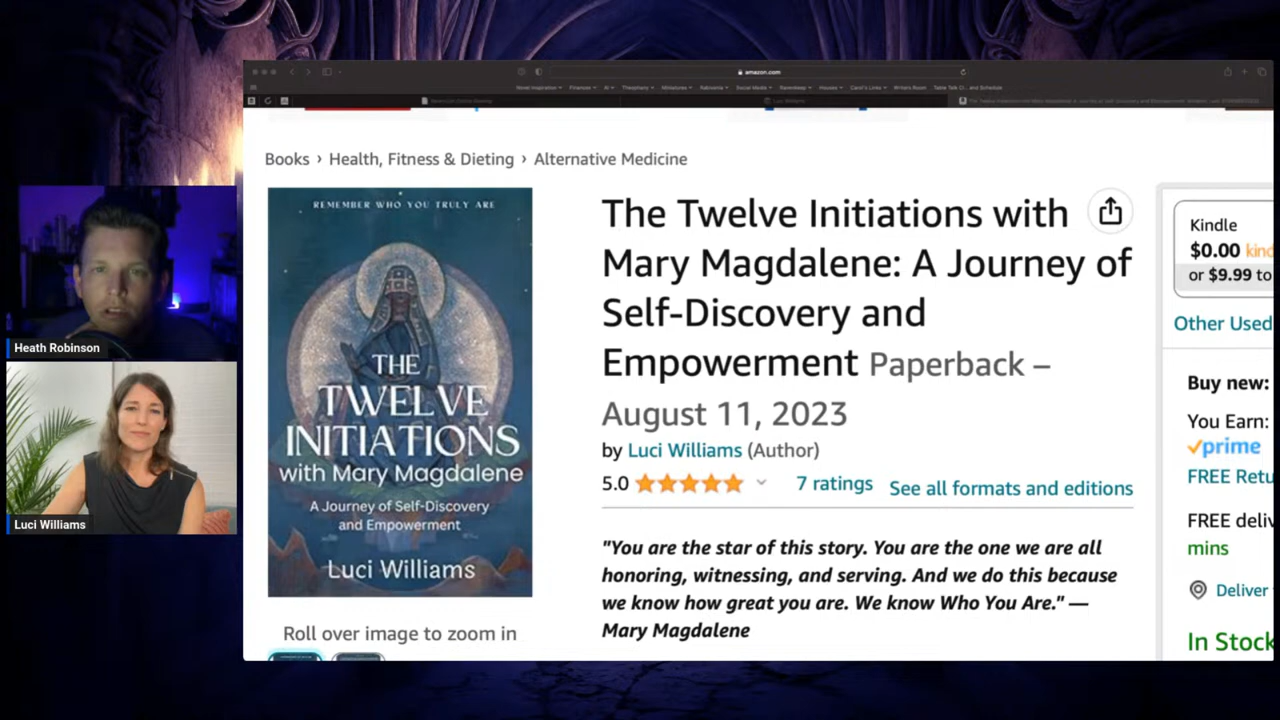 amazon.com
Books › Health, Fitness & Dieting › Alternative Medicine
REMEMBER WHO YOU TRULY ARE
THE
TWELVE
INITIATIONS
with Mary Magdalene
A Journey of Self-Discovery
and Empowerment
Luci Williams
Roll over image to zoom in
The Twelve Initiations with
Mary Magdalene: A Journey of
Self-Discovery and
Empowerment Paperback –
August 11, 2023
by Luci Williams (Author)
5.0 7 ratings See all formats and editions
"You are the star of this story. You are the one we are all
honoring, witnessing, and serving. And we do this because
we know how great you are. We know Who You Are." —
Mary Magdalene
Kindle
$0.00 kind
or $9.99 to
Other Used
Buy new:
You Earn:
prime
FREE Retu
FREE deliv
mins
Deliver
In Stock
Heath Robinson
Luci Williams